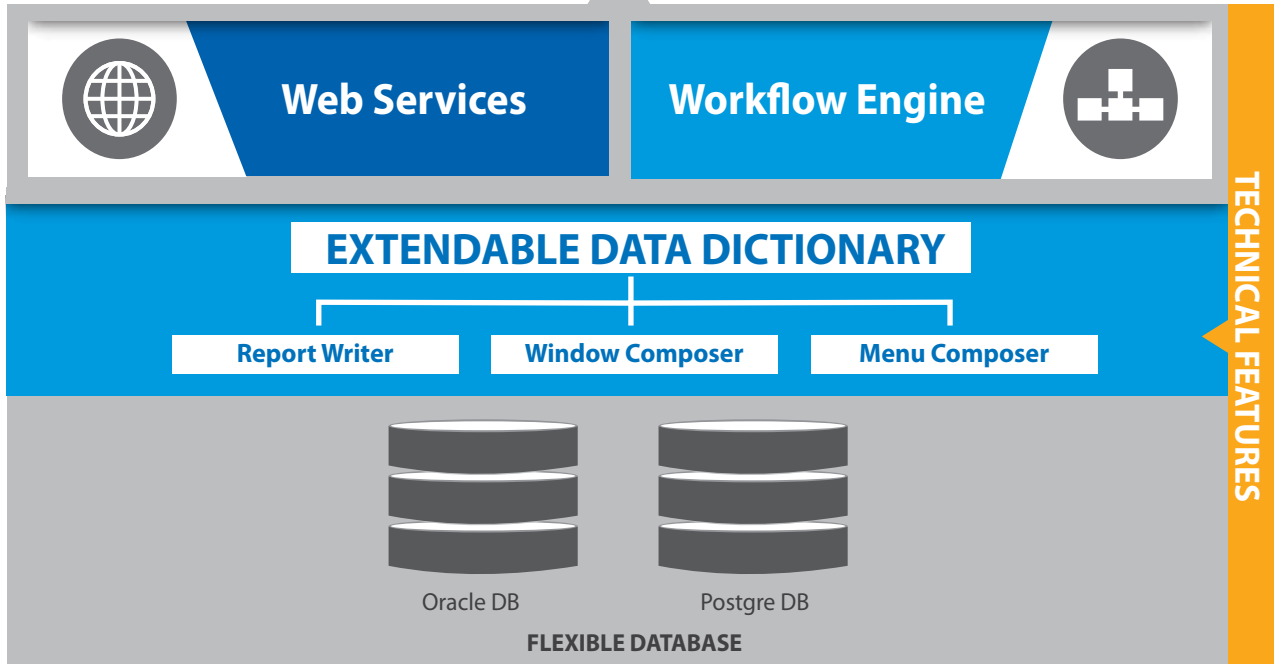 Web Services
Workflow Engine
EXTENDABLE DATA DICTIONARY
Report Writer
Window Composer
Menu Composer
Oracle DB
Postgre DB
FLEXIBLE DATABASE
TECHNICAL FEATURES